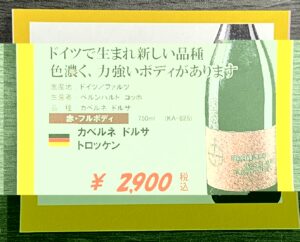 ドイツで生まれ新しい品種
色濃く、力強いボディがあります
生産地 ドイツ/ファルツ
生産者 ベルンハルト コッホ
品 種 カベルネ ドルサ
赤・フルボディ 750ml (KA-625)
カベルネ ドルサ
トロッケン
¥ 2,900 税込